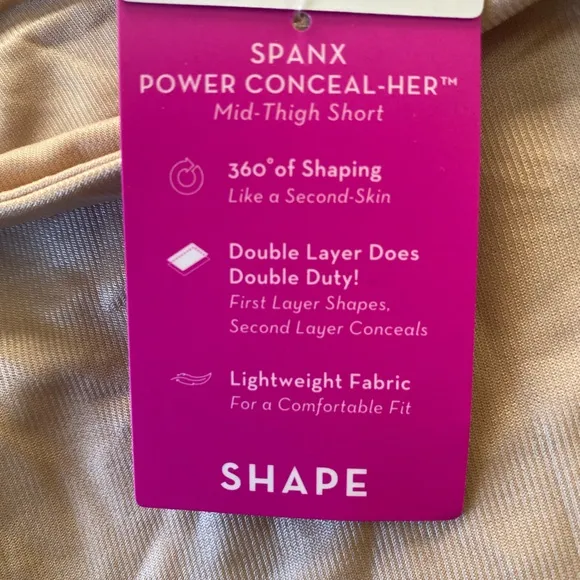 SPANX
POWER CONCEAL-HER™
Mid-Thigh Short
360° of Shaping
Like a Second-Skin
Double Layer Does
Double Duty!
First Layer Shapes,
Second Layer Conceals
Lightweight Fabric
For a Comfortable Fit
SHAPE